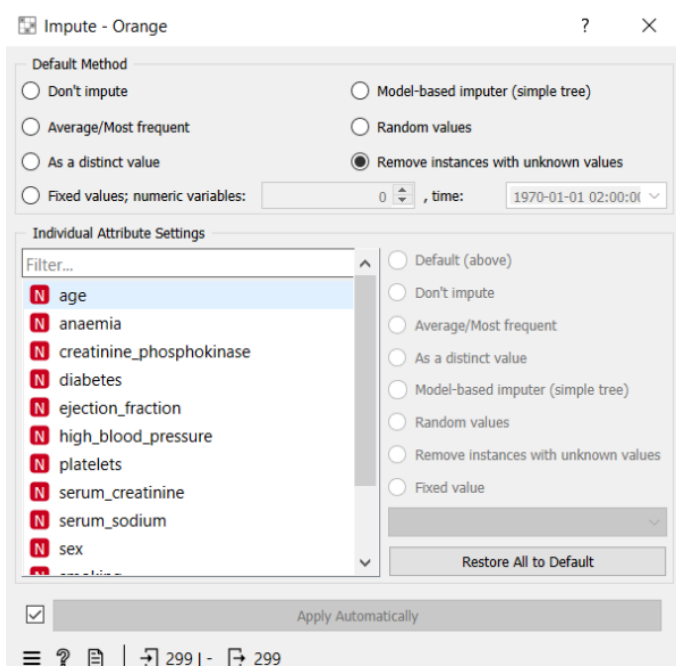 Impute - Orange ? ×
Default Method
Don't impute
Model-based imputer (simple tree)
Average/Most frequent
Random values
As a distinct value
Remove instances with unknown values
Fixed values; numeric variables: 0 , time: 1970-01-01 02:00:0
Individual Attribute Settings
Filter...
N age
N anaemia
N creatinine_phosphokinase
N diabetes
N ejection_fraction
N high_blood_pressure
N platelets
N serum_creatinine
N serum_sodium
N sex
Default (above)
Don't impute
Average/Most frequent
As a distinct value
Model-based imputer (simple tree)
Random values
Remove instances with unknown values
Fixed value
Restore All to Default
Apply Automatically
? 299 | - 299